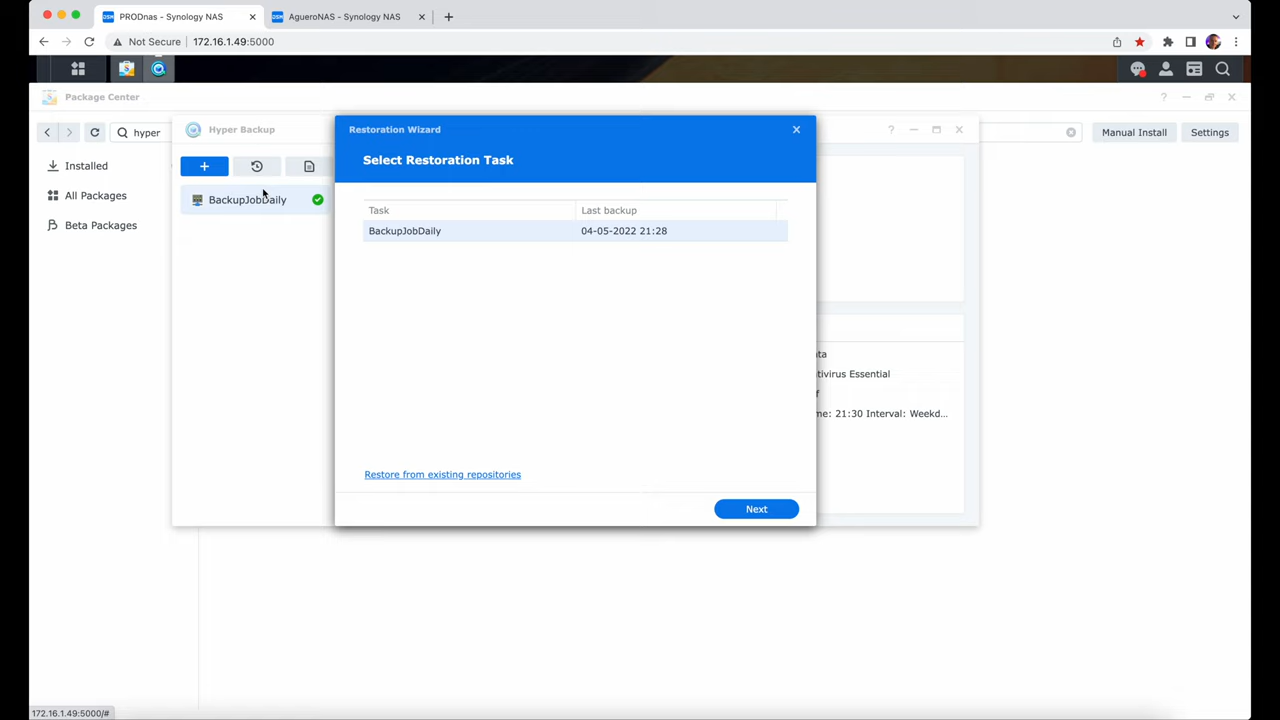 PRODnas - Synology NAS
AgueroNAS - Synology NAS
Not Secure
172.16.1.49:5000
Package Center
hyper
Manual Install
Settings
Installed
All Packages
Beta Packages
Hyper Backup
BackupJobDaily
Restoration Wizard
Select Restoration Task
Task
Last backup
BackupJobDaily
04-05-2022 21:28
Restore from existing repositories
Next
ata
tivirus Essential
f
me: 21:30 Interval: Weekd...
172.16.1.49:5000/#